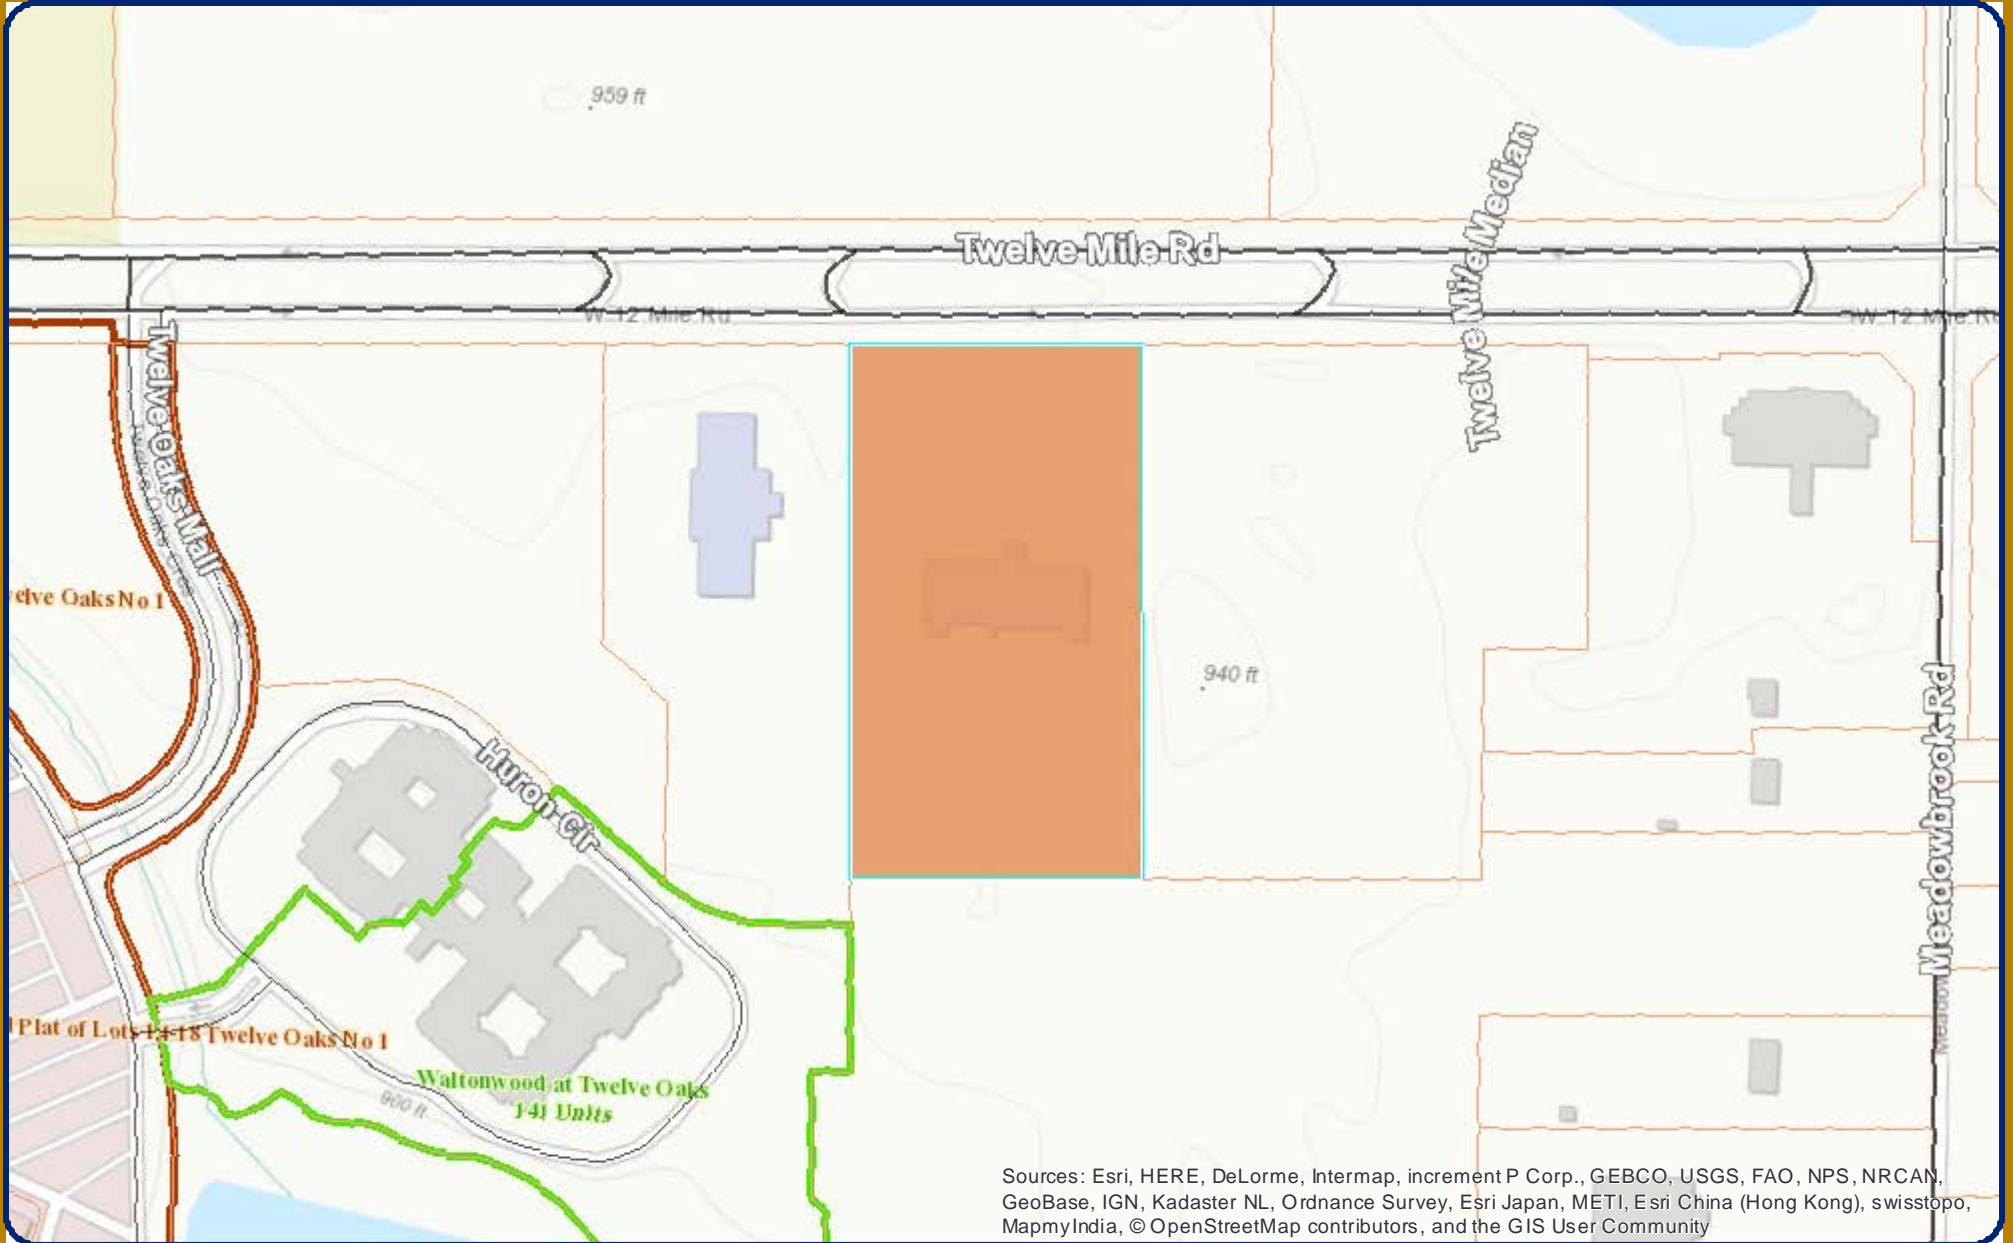 959 ft
Twelve Mile Median
Twelve Mile Rd
W 12 Mile Rd
W 12 Mile Rd
Twelve Oaks Mall
Twelve Oaks
elve Oaks No 1
940 ft
Meadowbrook Rd
Huron Cir
Plat of Lots 14-18 Twelve Oaks No 1
Waltonwood at Twelve Oaks
141 Units
900 ft
Sources: Esri, HERE, DeLorme, Intermap, increment P Corp., GEBCO, USGS, FAO, NPS, NRCAN,
GeoBase, IGN, Kadaster NL, Ordnance Survey, Esri Japan, METI, Esri China (Hong Kong), swisstopo,
MapmyIndia, © OpenStreetMap contributors, and the GIS User Community